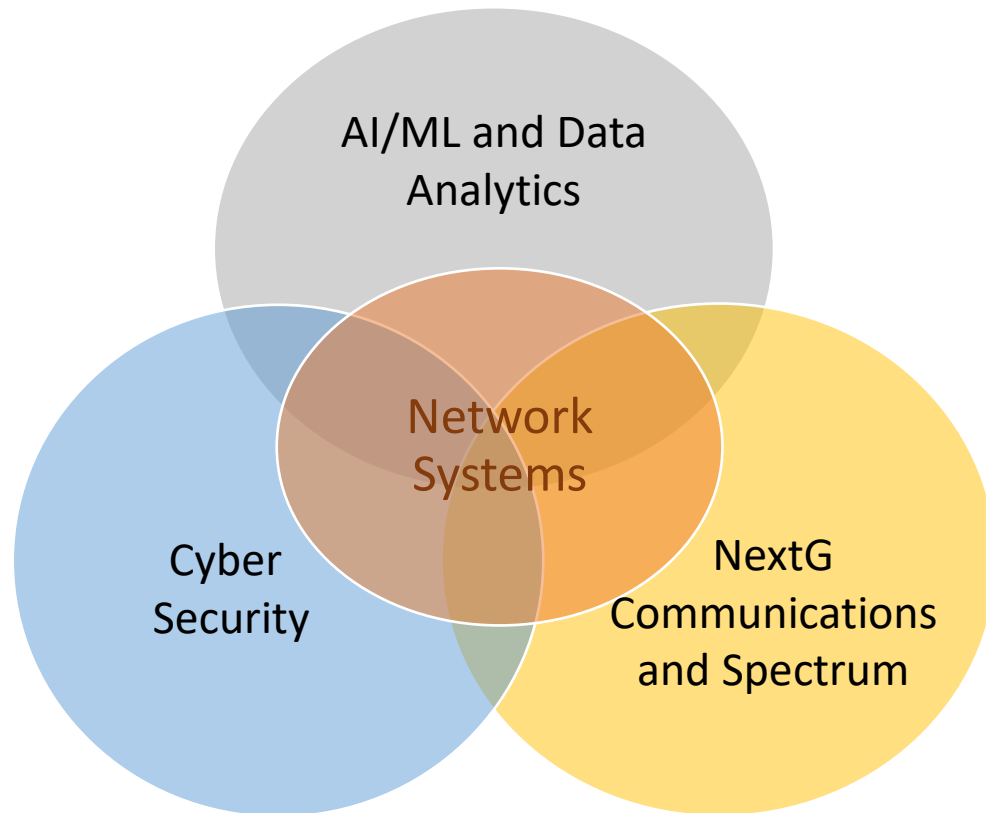 AI/ML and Data
Analytics
Network
Systems
Cyber
Security
NextG
Communications
and Spectrum